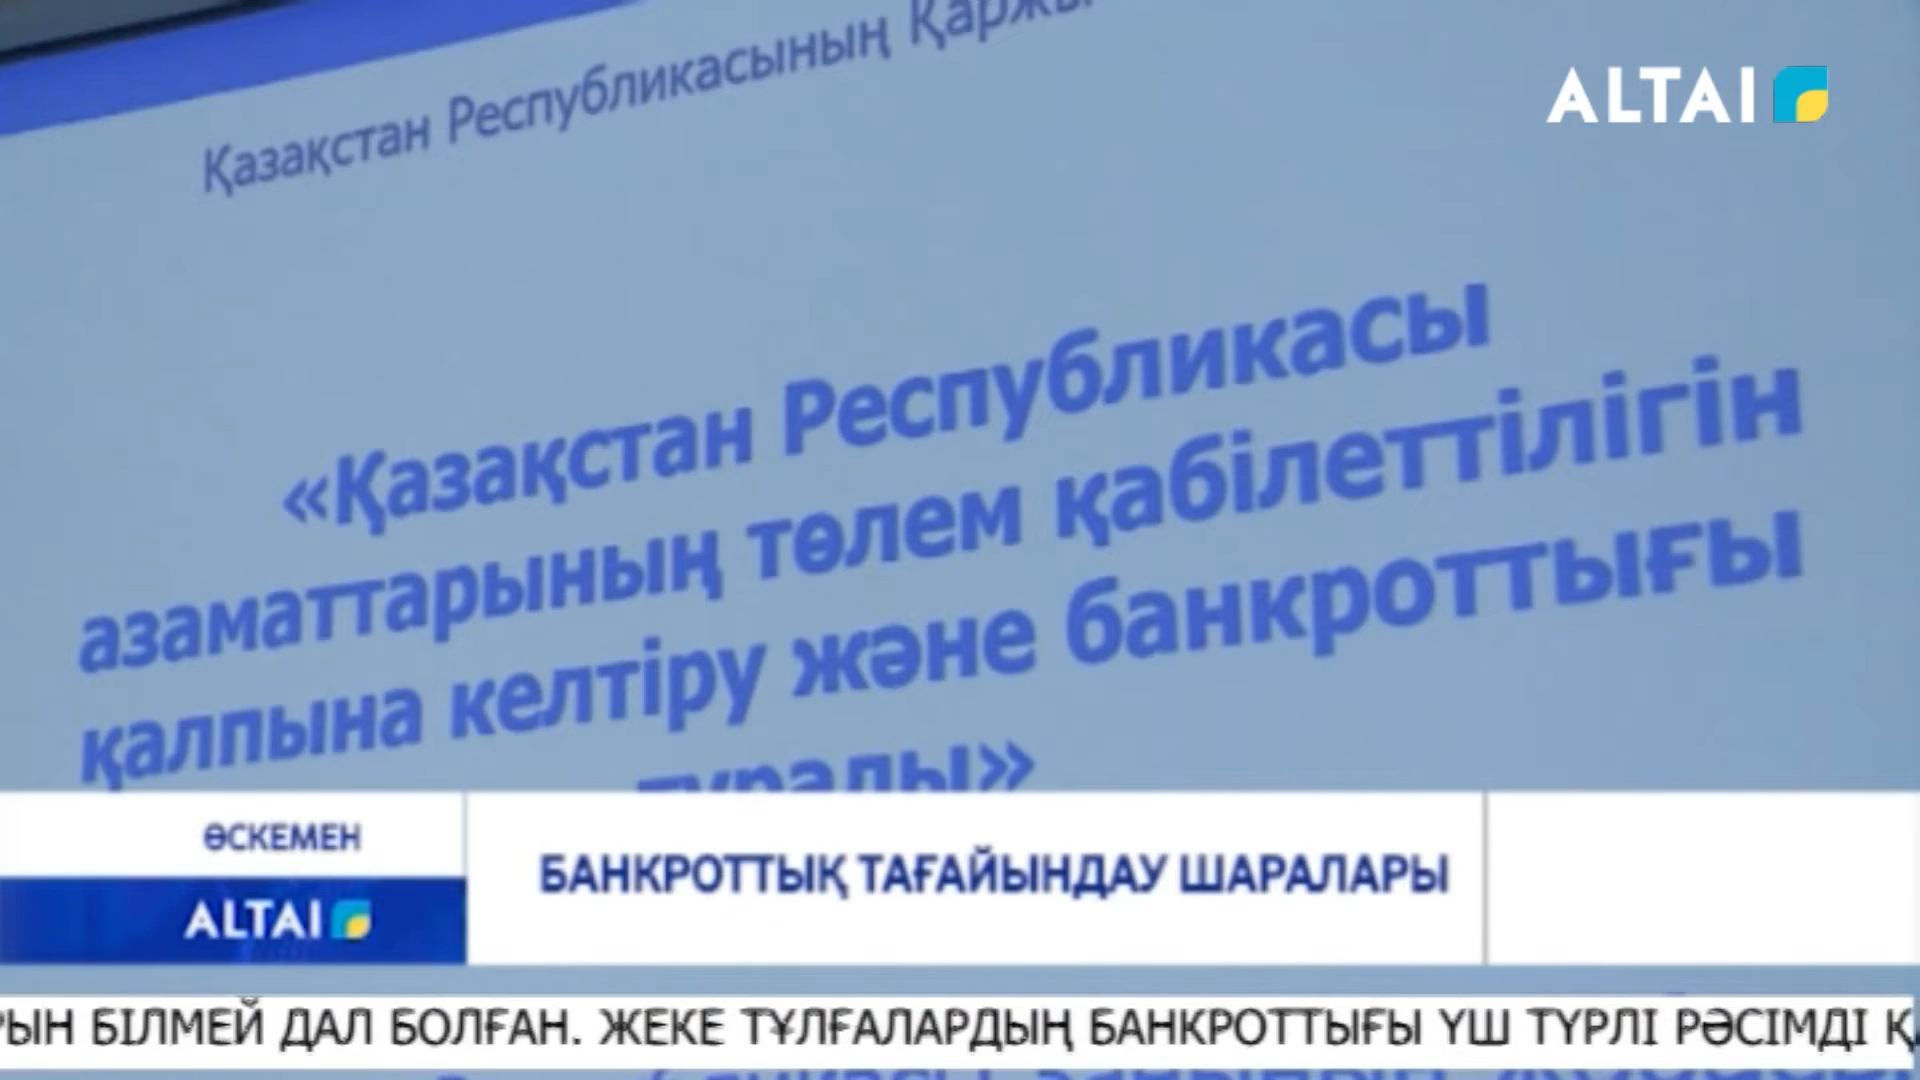 Қазақстан Республикасының Қаржы
ALTAI
«Қазақстан Республикасы
азаматтарының төлем қабілеттілігін
қалпына келтіру және банкроттығы
туралы»
ӨСКЕМЕН
ALTAI
БАНКРОТТЫҚ ТАҒАЙЫНДАУ ШАРАЛАРЫ
БІЛМЕЙ ДАЛ БОЛҒАН. ЖЕКЕ ТҰЛҒАЛАРДЫҢ БАНКРОТТЫҒЫ ҮШ ТҮРЛІ РӘСІМДІ